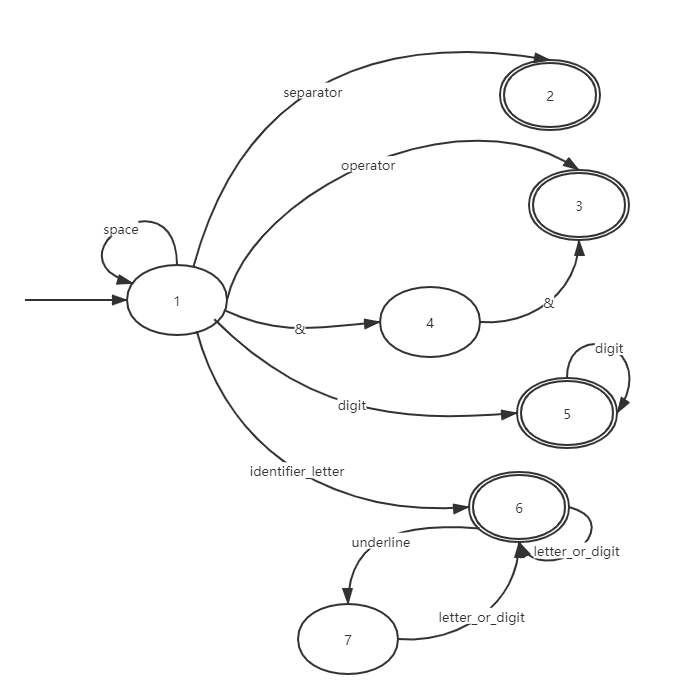 separator
2
operator
3
space
1
&
4
&
digit
digit
5
identifier_letter
6
underline
letter_or_digit
letter_or_digit
7